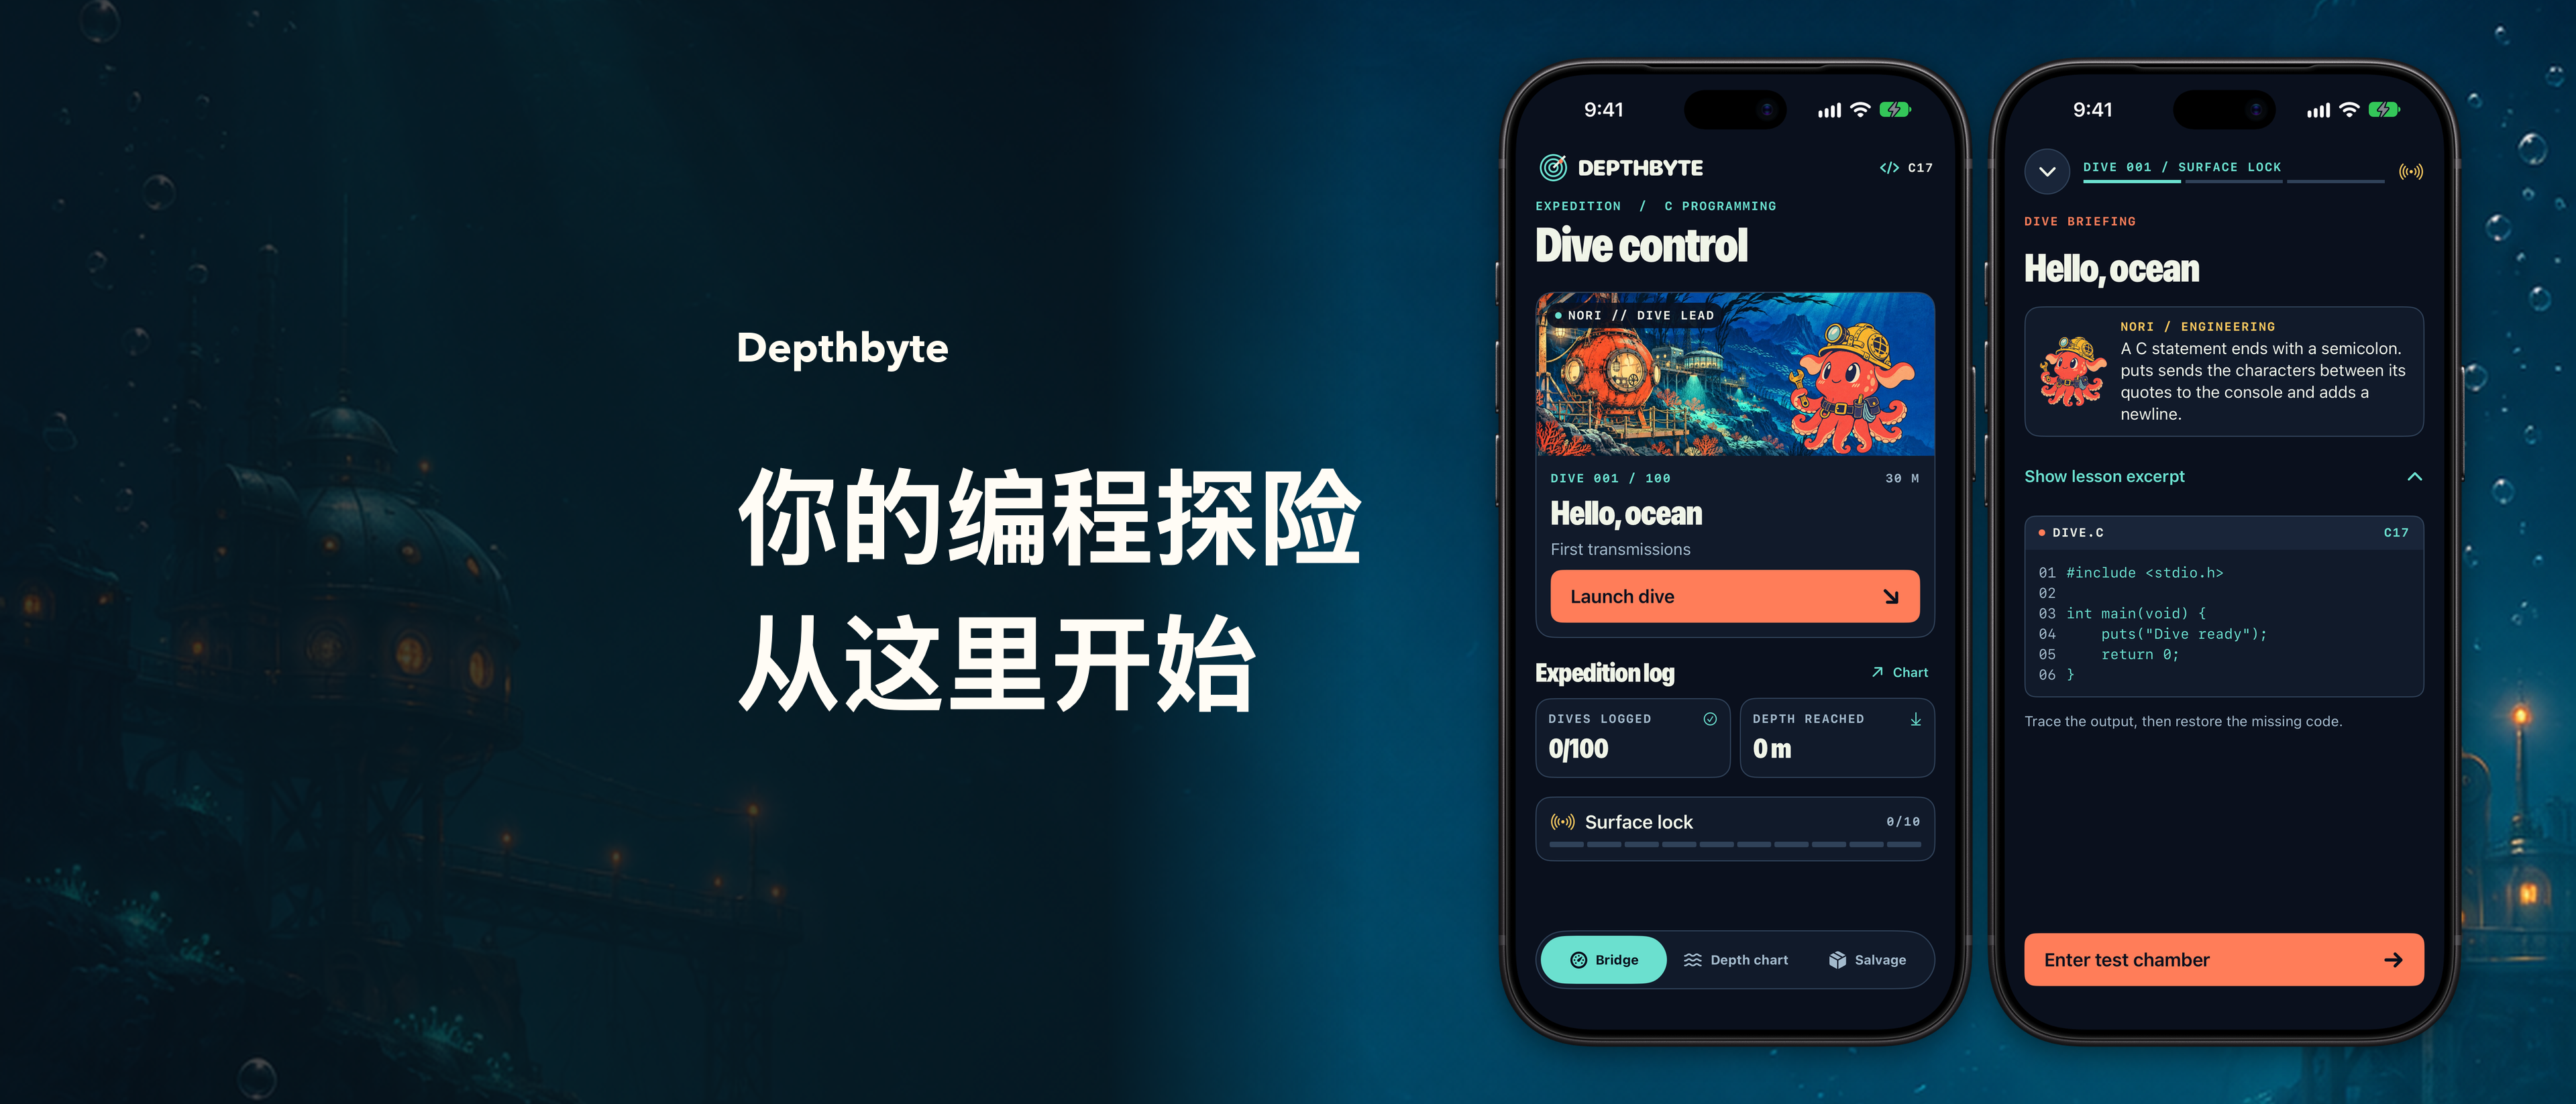 Depthbyte
你的编程探险
从这里开始
9:41
DEPTHBYTE
</> C17
EXPEDITION / C PROGRAMMING
Dive control
NORI // DIVE LEAD
DIVE 001 / 100
30 M
Hello, ocean
First transmissions
Launch dive
Expedition log
Chart
DIVES LOGGED
0/100
DEPTH REACHED
0 m
Surface lock
0/10
Bridge
Depth chart
Salvage
9:41
DIVE 001 / SURFACE LOCK
DIVE BRIEFING
Hello, ocean
NORI / ENGINEERING
A C statement ends with a semicolon.
puts sends the characters between its
quotes to the console and adds a
newline.
Show lesson excerpt
DIVE.C
C17
01 #include <stdio.h>
02
03 int main(void) {
04     puts("Dive ready");
05     return 0;
06 }
Trace the output, then restore the missing code.
Enter test chamber